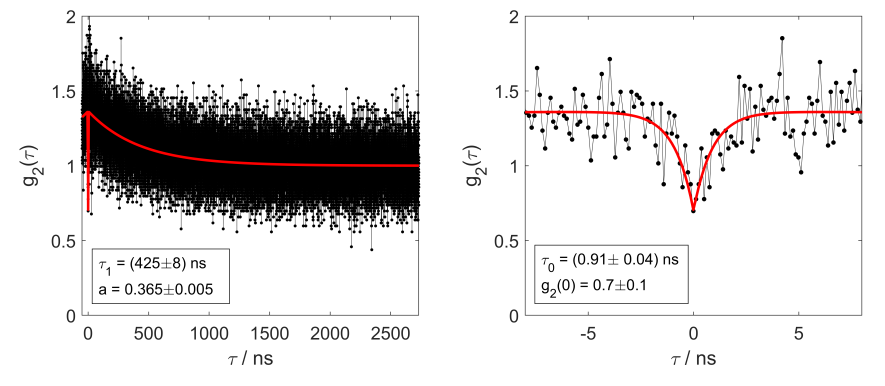 2
1.5
1
0.5
0
g2(τ)
0 500 1000 1500 2000 2500
τ / ns
τ1 = (425±8) ns
a = 0.365±0.005
2
1.5
1
0.5
0
g2(τ)
-5 0 5
τ / ns
τ0 = (0.91± 0.04) ns
g2(0) = 0.7±0.1